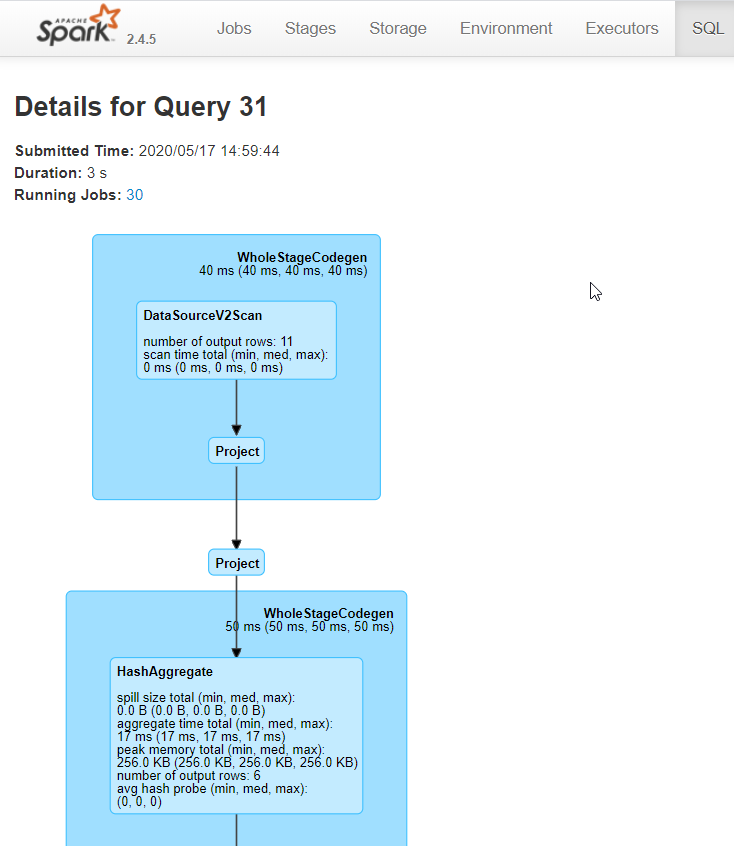 APACHE
Spark 2.4.5 Jobs Stages Storage Environment Executors SQL
Details for Query 31
Submitted Time: 2020/05/17 14:59:44
Duration: 3 s
Running Jobs: 30
WholeStageCodegen
40 ms (40 ms, 40 ms, 40 ms)
DataSourceV2Scan
number of output rows: 11
scan time total (min, med, max):
0 ms (0 ms, 0 ms, 0 ms)
Project
Project
WholeStageCodegen
50 ms (50 ms, 50 ms, 50 ms)
HashAggregate
spill size total (min, med, max):
0.0 B (0.0 B, 0.0 B, 0.0 B)
aggregate time total (min, med, max):
17 ms (17 ms, 17 ms, 17 ms)
peak memory total (min, med, max):
256.0 KB (256.0 KB, 256.0 KB, 256.0 KB)
number of output rows: 6
avg hash probe (min, med, max):
(0, 0, 0)